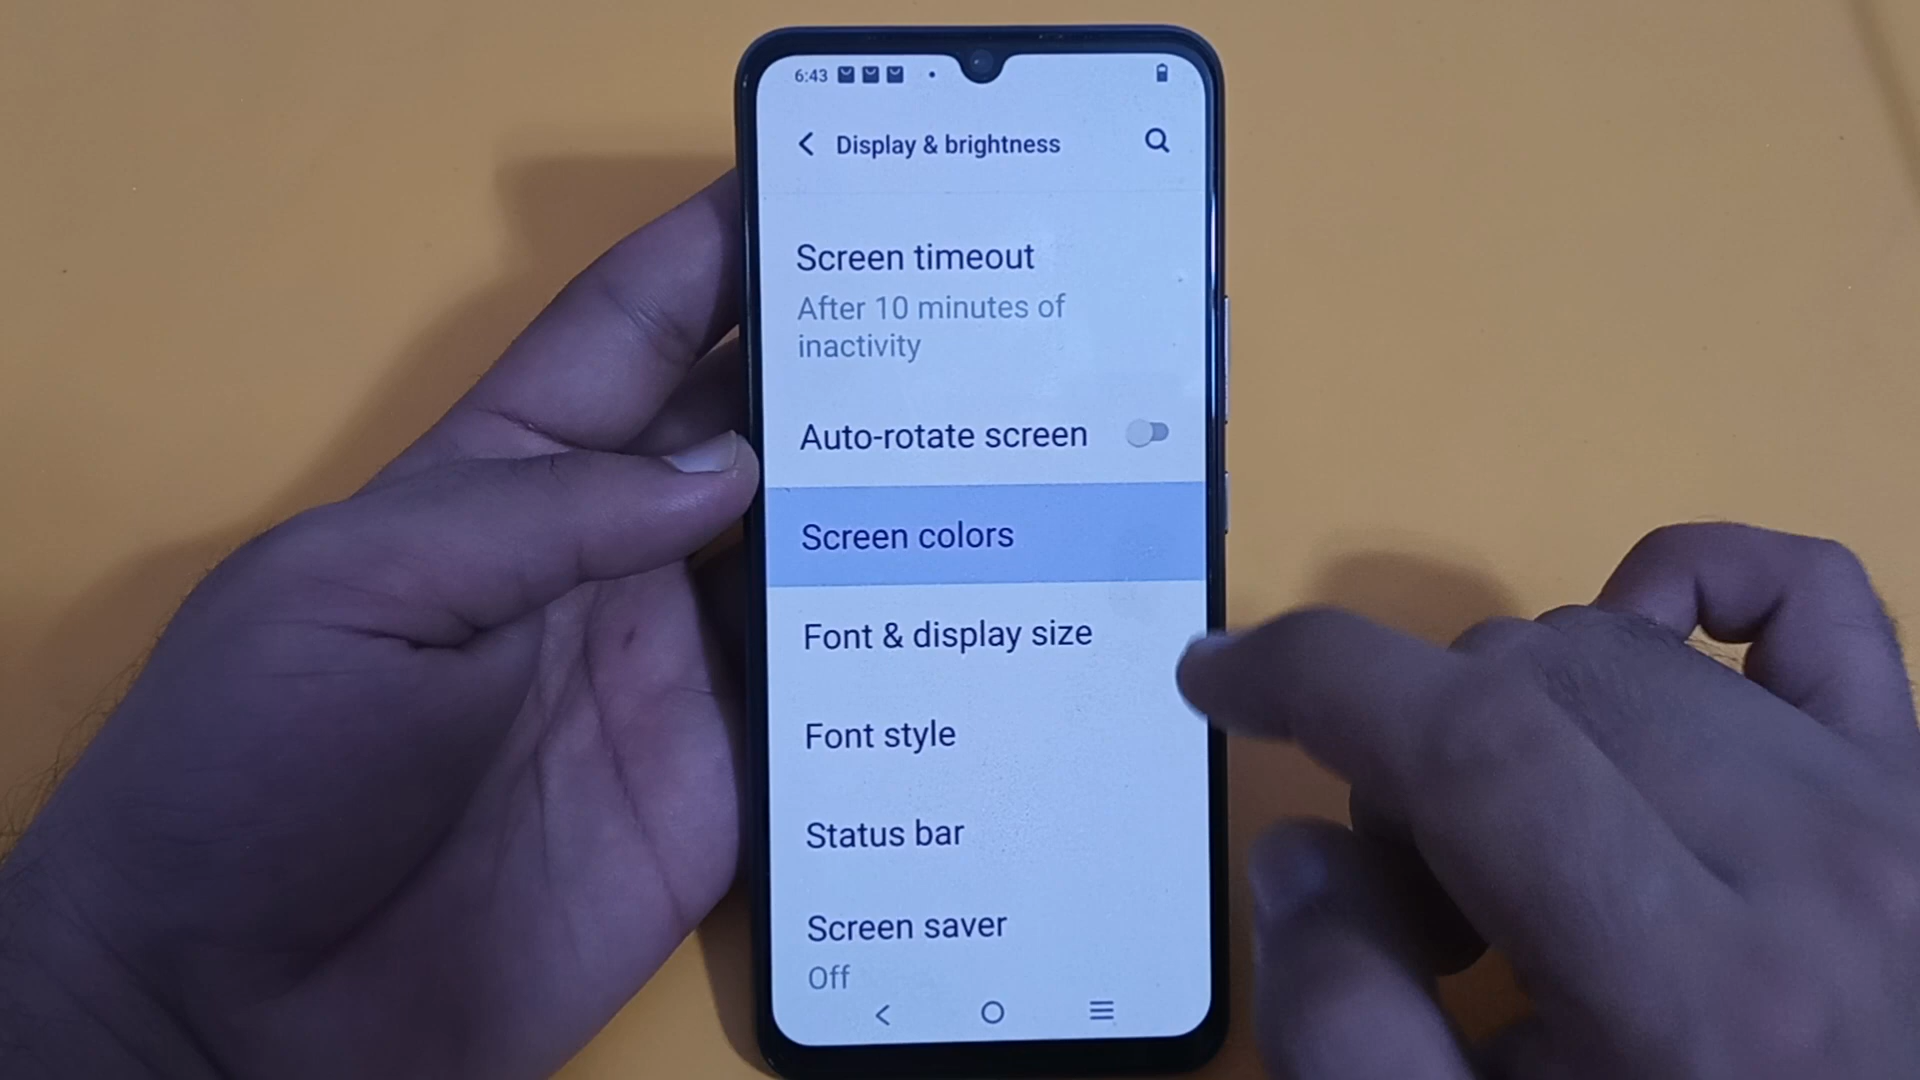 6:43
Display & brightness
Screen timeout
After 10 minutes of
inactivity
Auto-rotate screen
Screen colors
Font & display size
Font style
Status bar
Screen saver
Off